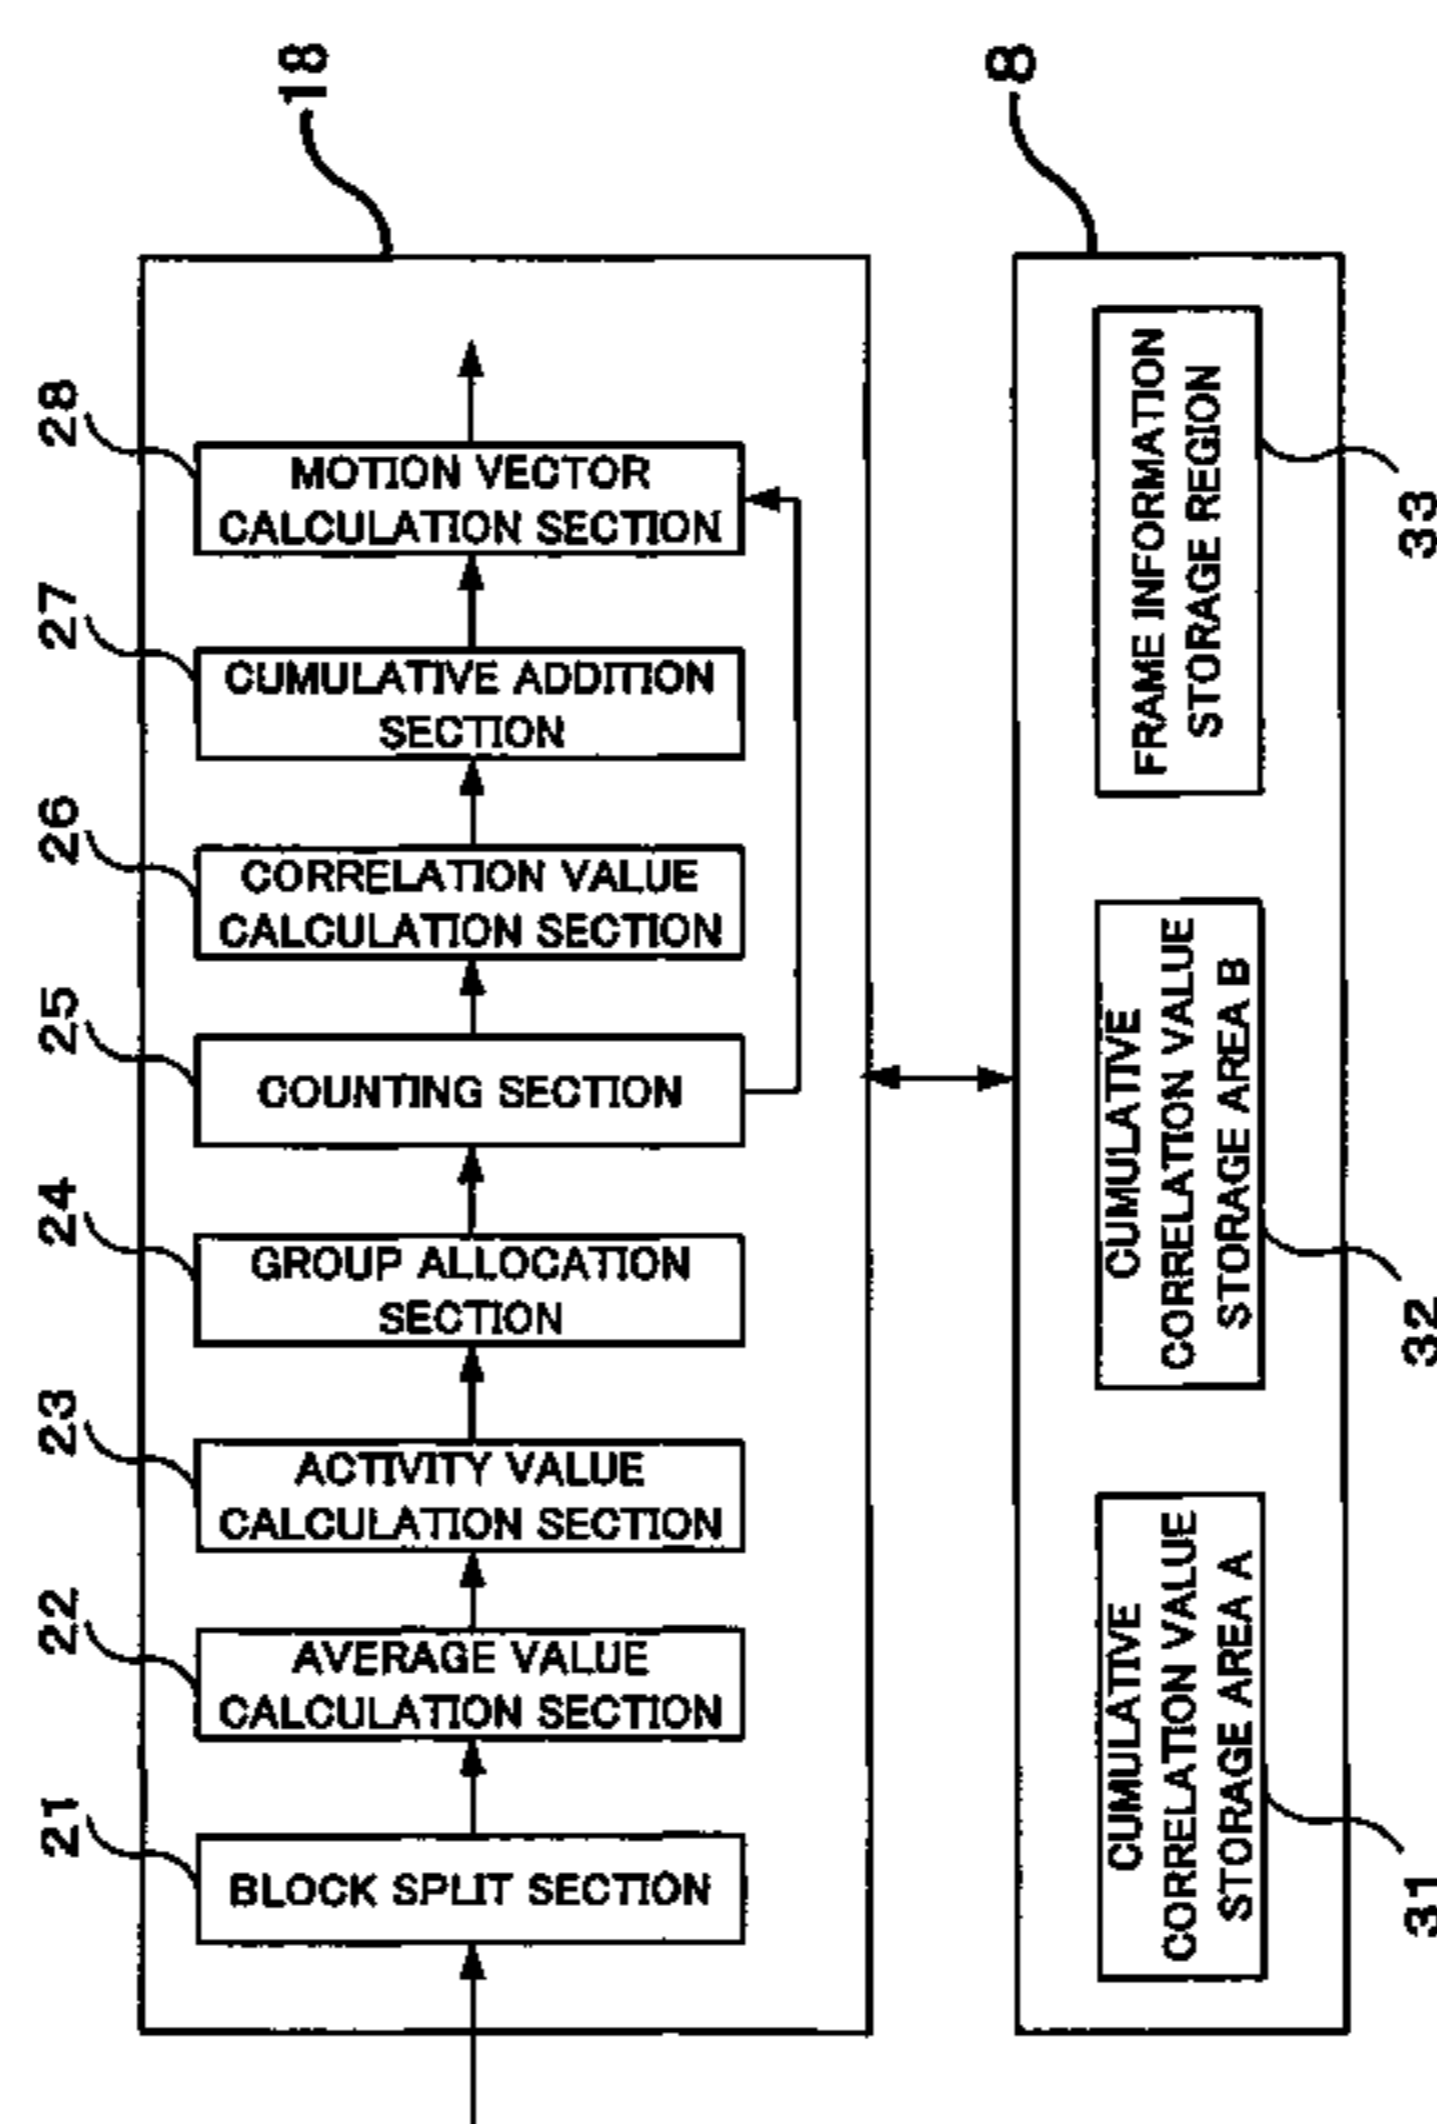 18
28
MOTION VECTOR
CALCULATION SECTION
27
CUMULATIVE ADDITION
SECTION
26
CORRELATION VALUE
CALCULATION SECTION
25
COUNTING SECTION
24
GROUP ALLOCATION
SECTION
23
ACTIVITY VALUE
CALCULATION SECTION
22
AVERAGE VALUE
CALCULATION SECTION
21
BLOCK SPLIT SECTION
8
FRAME INFORMATION
STORAGE REGION
33
CUMULATIVE
CORRELATION VALUE
STORAGE AREA B
32
CUMULATIVE
CORRELATION VALUE
STORAGE AREA A
31